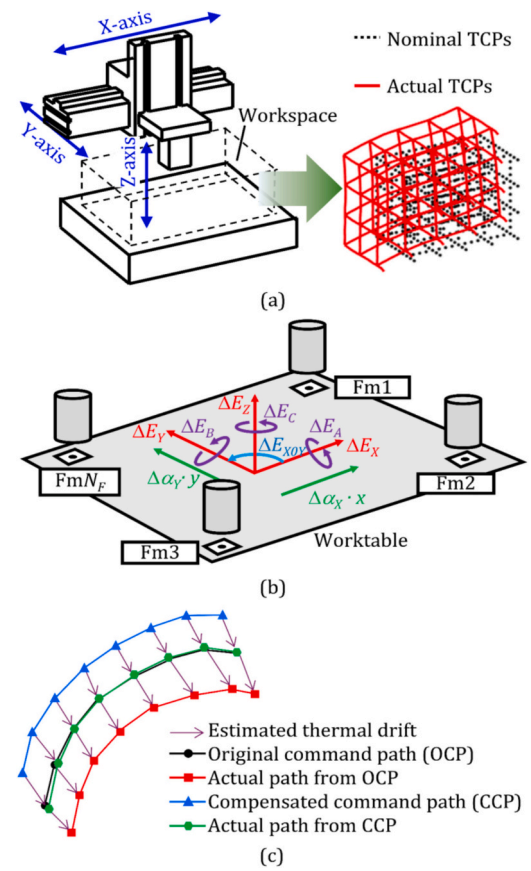 X-axis
Nominal TCPs
Actual TCPs
Workspace
Y-axis
Z-axis
(a)
Fm1
ΔE_Z
ΔE_C
ΔE_Y
ΔE_B
ΔE_X0Y
ΔE_A
ΔE_X
FmN_F
Δα_Y·y
Δα_X·x
Fm2
Fm3
Worktable
(b)
Estimated thermal drift
Original command path (OCP)
Actual path from OCP
Compensated command path (CCP)
Actual path from CCP
(c)